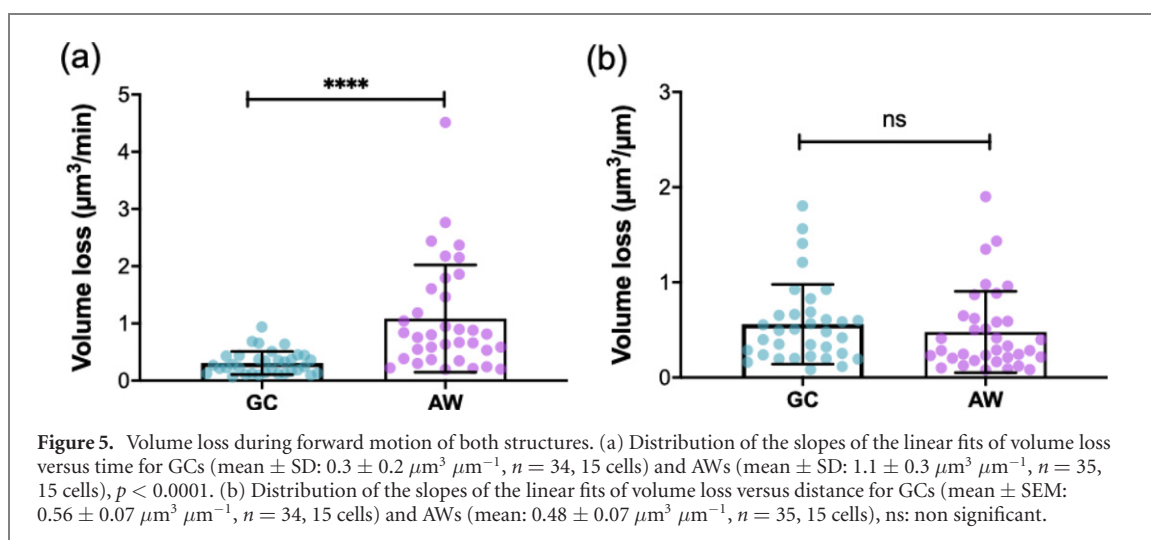 (a)
(b)
****
ns
Volume loss (μm³/min)
5
4
3
2
1
0
GC
AW
Volume loss (μm³/μm)
3
2
1
0
GC
AW
Figure 5. Volume loss during forward motion of both structures. (a) Distribution of the slopes of the linear fits of volume loss
versus time for GCs (mean ± SD: 0.3 ± 0.2 μm³ μm⁻¹, n = 34, 15 cells) and AWs (mean ± SD: 1.1 ± 0.3 μm³ μm⁻¹, n = 35,
15 cells), p < 0.0001. (b) Distribution of the slopes of the linear fits of volume loss versus distance for GCs (mean ± SEM:
0.56 ± 0.07 μm³ μm⁻¹, n = 34, 15 cells) and AWs (mean: 0.48 ± 0.07 μm³ μm⁻¹, n = 35, 15 cells), ns: non significant.